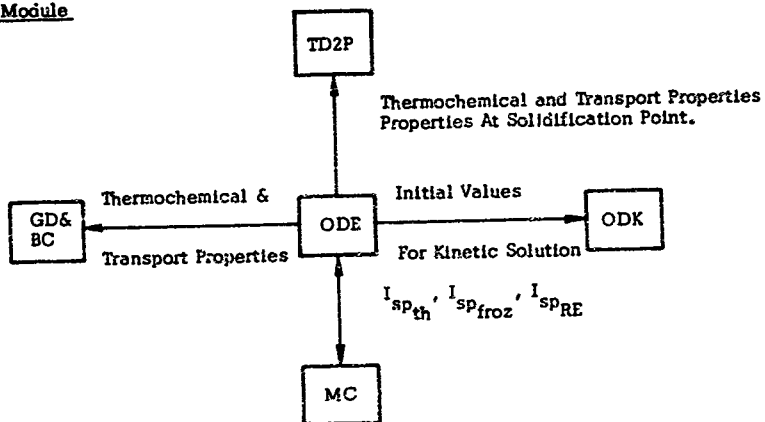 Module
TD2P
Thermochemical and Transport Properties
Properties At Solidification Point.
Thermochemical &
Transport Properties
GD&
BC
ODE
Initial Values
For Kinetic Solution
ODK
I_sp_th, I_sp_froz, I_sp_RE
MC